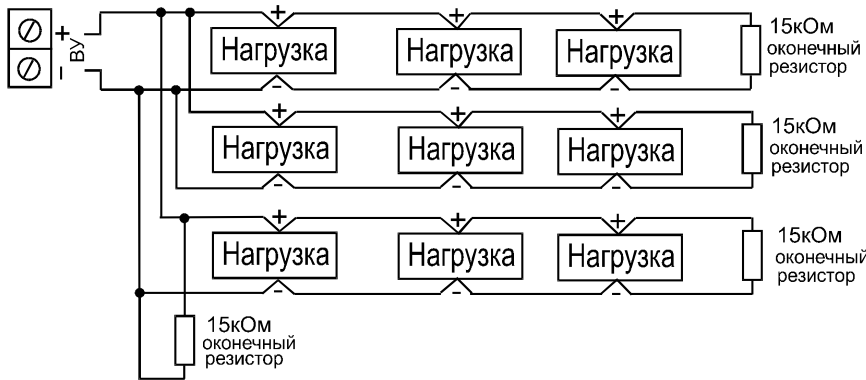 + + +
+
ВУ
–
Нагрузка Нагрузка Нагрузка
15кОм
оконечный
резистор
- - -
+ + +
Нагрузка Нагрузка Нагрузка
15кОм
оконечный
резистор
- - -
+ + +
Нагрузка Нагрузка Нагрузка
15кОм
оконечный
резистор
- - -
15кОм
оконечный
резистор